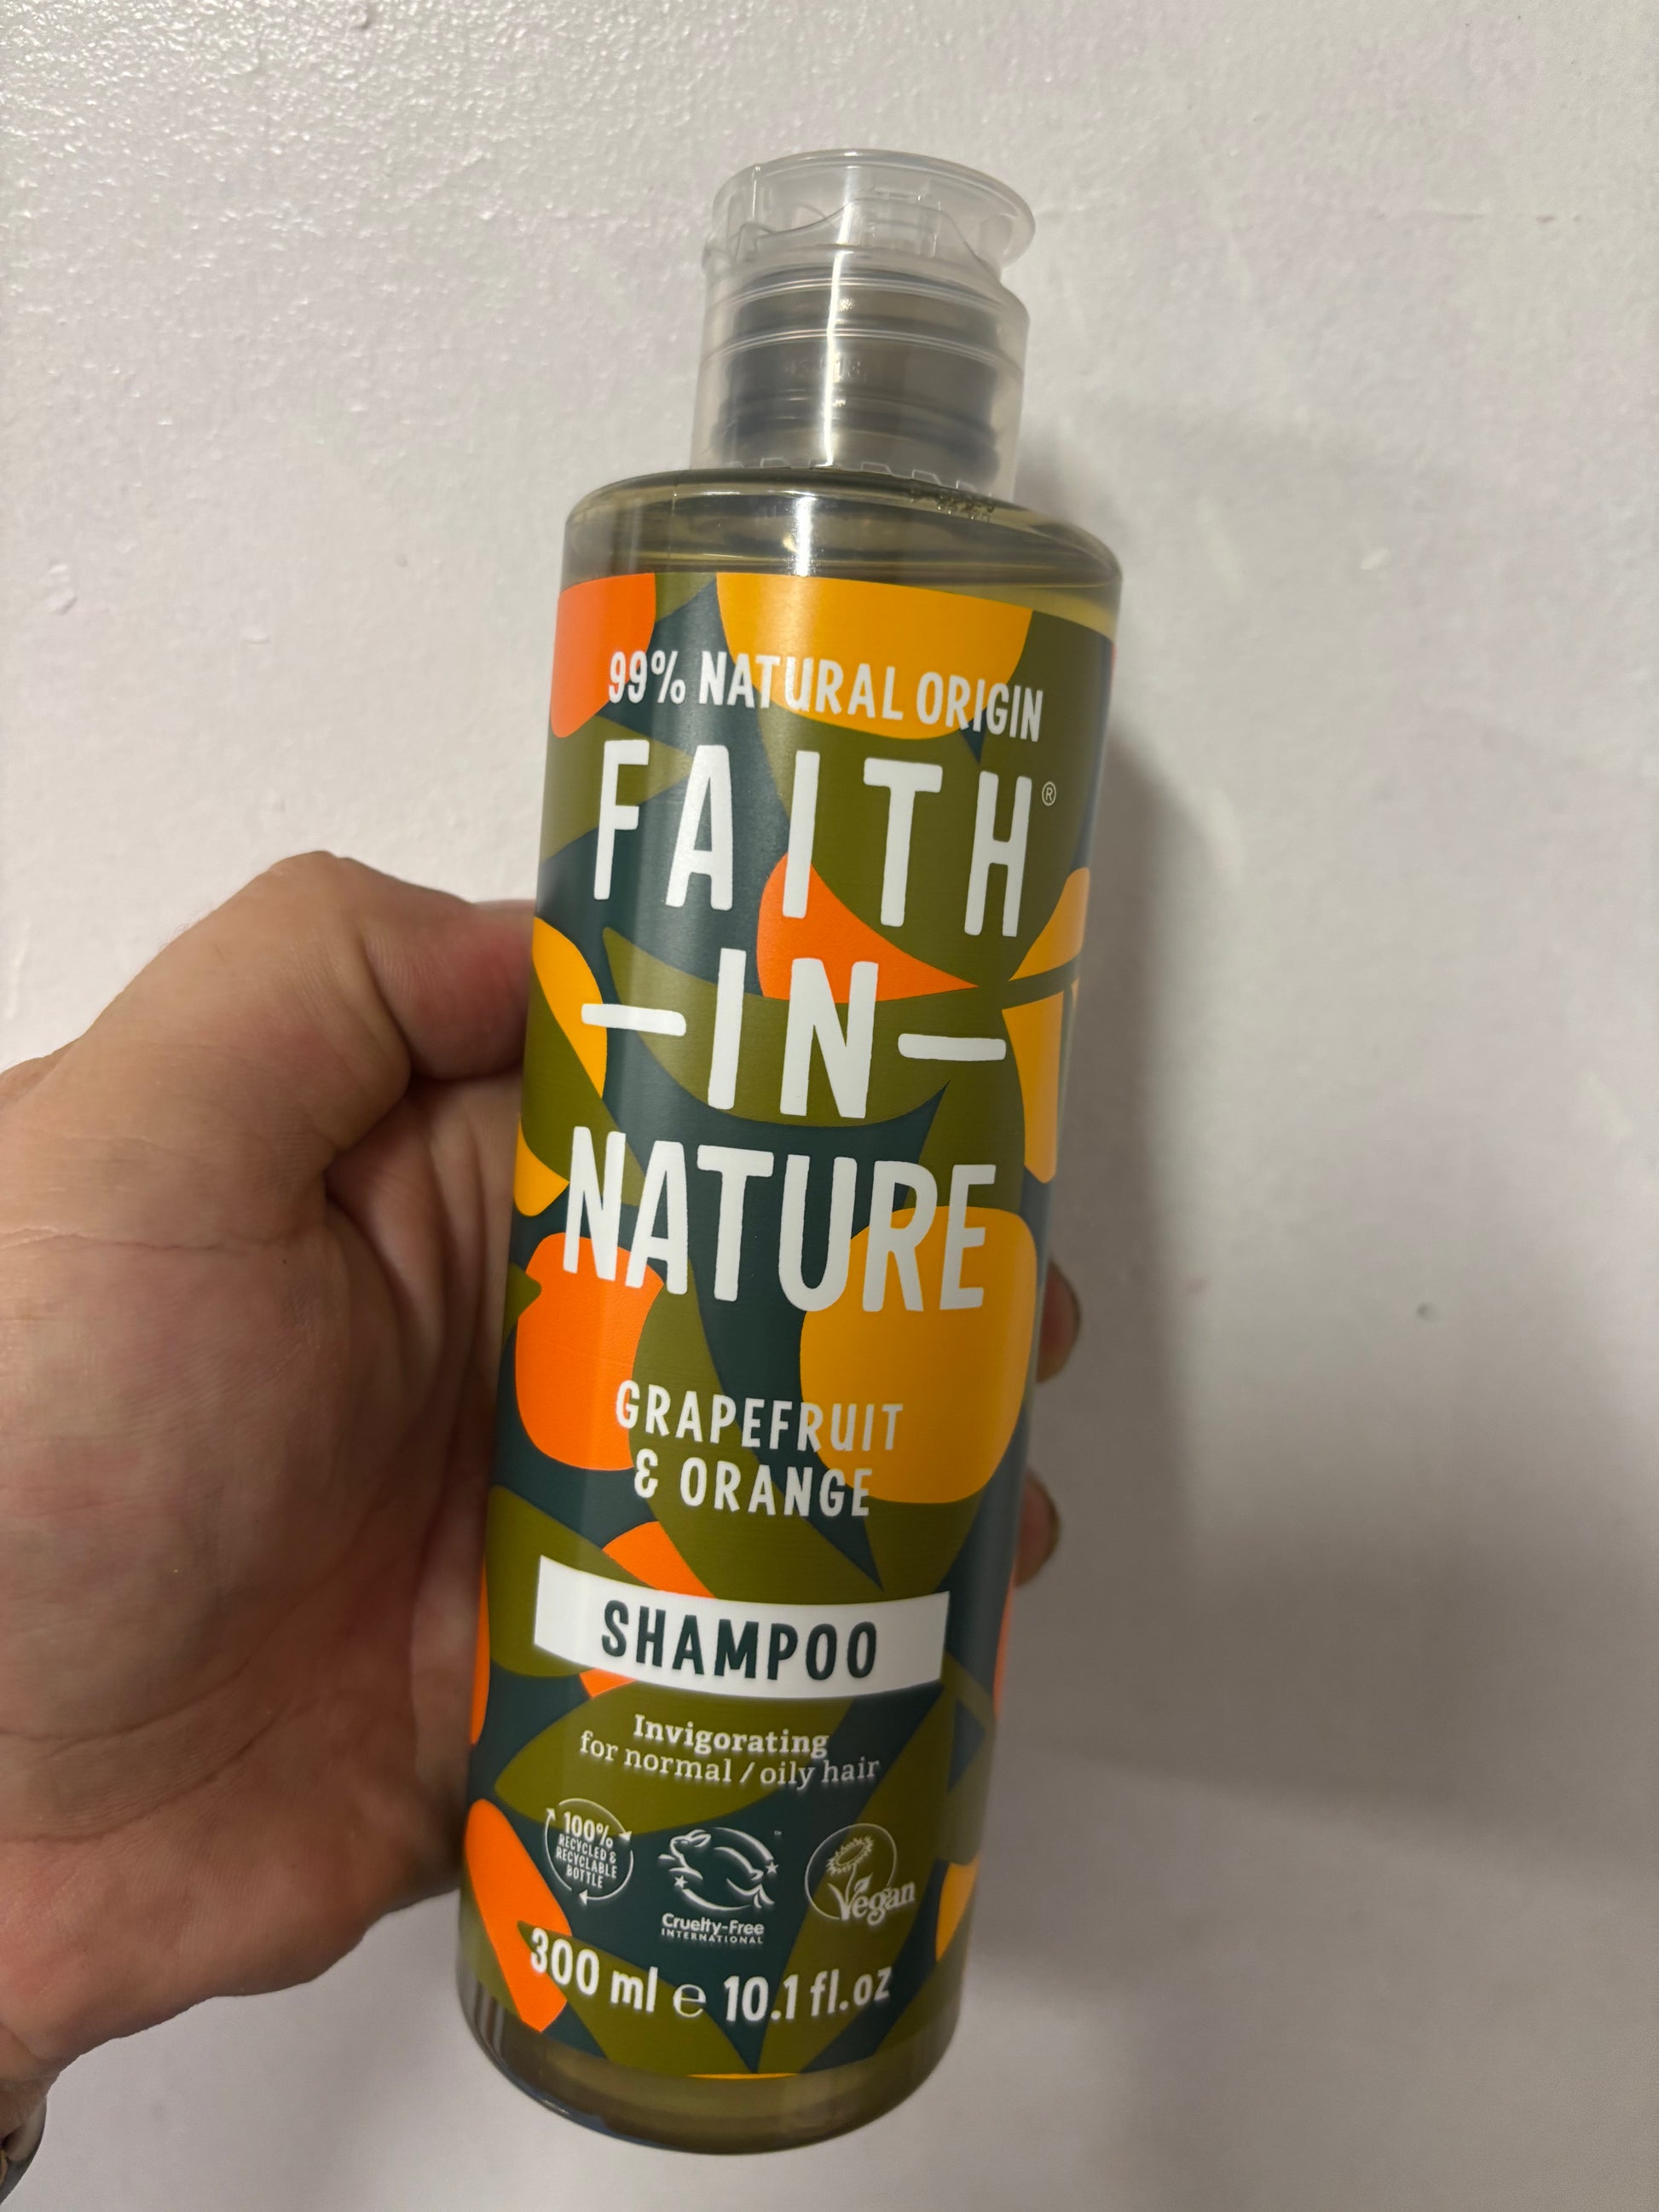 99% NATURAL ORIGIN
FAITH®
IN
NATURE
GRAPEFRUIT
& ORANGE
SHAMPOO
Invigorating
for normal / oily hair
100%
RECYCLED &
RECYCLABLE
BOTTLE
™
Cruelty-Free
INTERNATIONAL
Vegan
300 ml ℮ 10.1 fl.oz